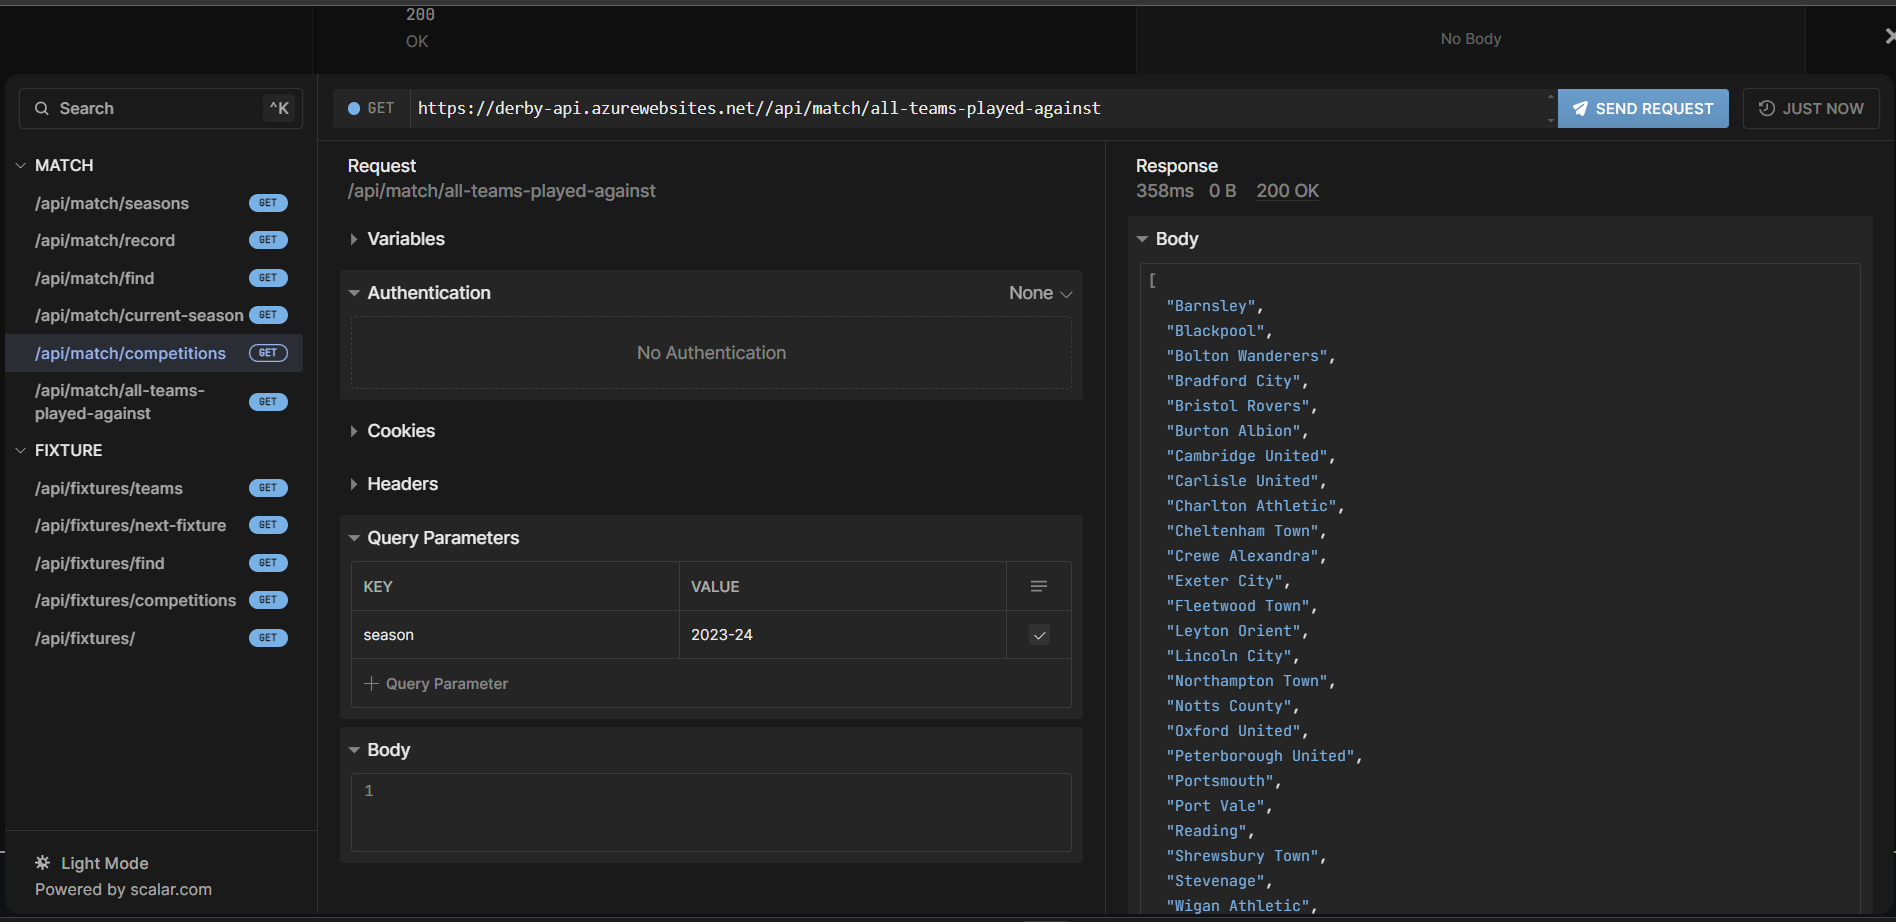 200
OK
No Body
Search
^K
GET
https://derby-api.azurewebsites.net//api/match/all-teams-played-against
SEND REQUEST
JUST NOW
MATCH
/api/match/seasons GET
/api/match/record GET
/api/match/find GET
/api/match/current-season GET
/api/match/competitions GET
/api/match/all-teams-
played-against GET
FIXTURE
/api/fixtures/teams GET
/api/fixtures/next-fixture GET
/api/fixtures/find GET
/api/fixtures/competitions GET
/api/fixtures/ GET
Light Mode
Powered by scalar.com
Request
/api/match/all-teams-played-against
Variables
Authentication
None
No Authentication
Cookies
Headers
Query Parameters
KEY VALUE
season 2023-24
Query Parameter
Body
1
Response
358ms 0 B 200 OK
Body
[
"Barnsley",
"Blackpool",
"Bolton Wanderers",
"Bradford City",
"Bristol Rovers",
"Burton Albion",
"Cambridge United",
"Carlisle United",
"Charlton Athletic",
"Cheltenham Town",
"Crewe Alexandra",
"Exeter City",
"Fleetwood Town",
"Leyton Orient",
"Lincoln City",
"Northampton Town",
"Notts County",
"Oxford United",
"Peterborough United",
"Portsmouth",
"Port Vale",
"Reading",
"Shrewsbury Town",
"Stevenage",
"Wigan Athletic",